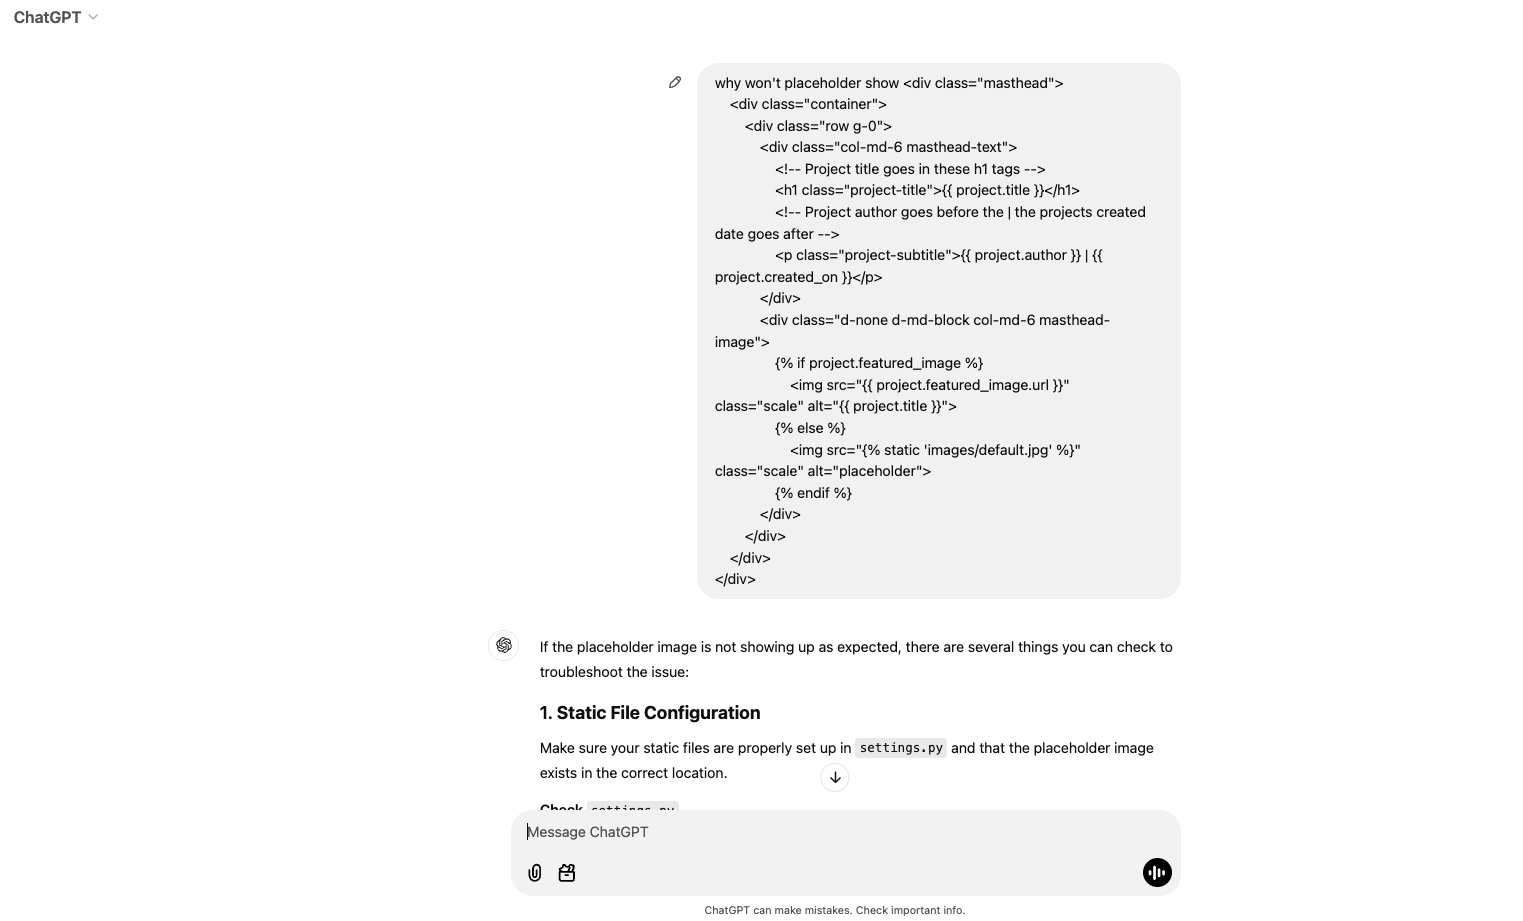 ChatGPT
why won't placeholder show <div class="masthead">
<div class="container">
<div class="row g-0">
<div class="col-md-6 masthead-text">
<!-- Project title goes in these h1 tags -->
<h1 class="project-title">{{ project.title }}</h1>
<!-- Project author goes before the | the projects created
date goes after -->
<p class="project-subtitle">{{ project.author }} | {{
project.created_on }}</p>
</div>
<div class="d-none d-md-block col-md-6 masthead-
image">
{% if project.featured_image %}
<img src="{{ project.featured_image.url }}"
class="scale" alt="{{ project.title }}">
{% else %}
<img src="{% static 'images/default.jpg' %}"
class="scale" alt="placeholder">
{% endif %}
</div>
</div>
</div>
</div>
If the placeholder image is not showing up as expected, there are several things you can check to
troubleshoot the issue:
1. Static File Configuration
Make sure your static files are properly set up in settings.py and that the placeholder image
exists in the correct location.
Check settings.py
Message ChatGPT
ChatGPT can make mistakes. Check important info.